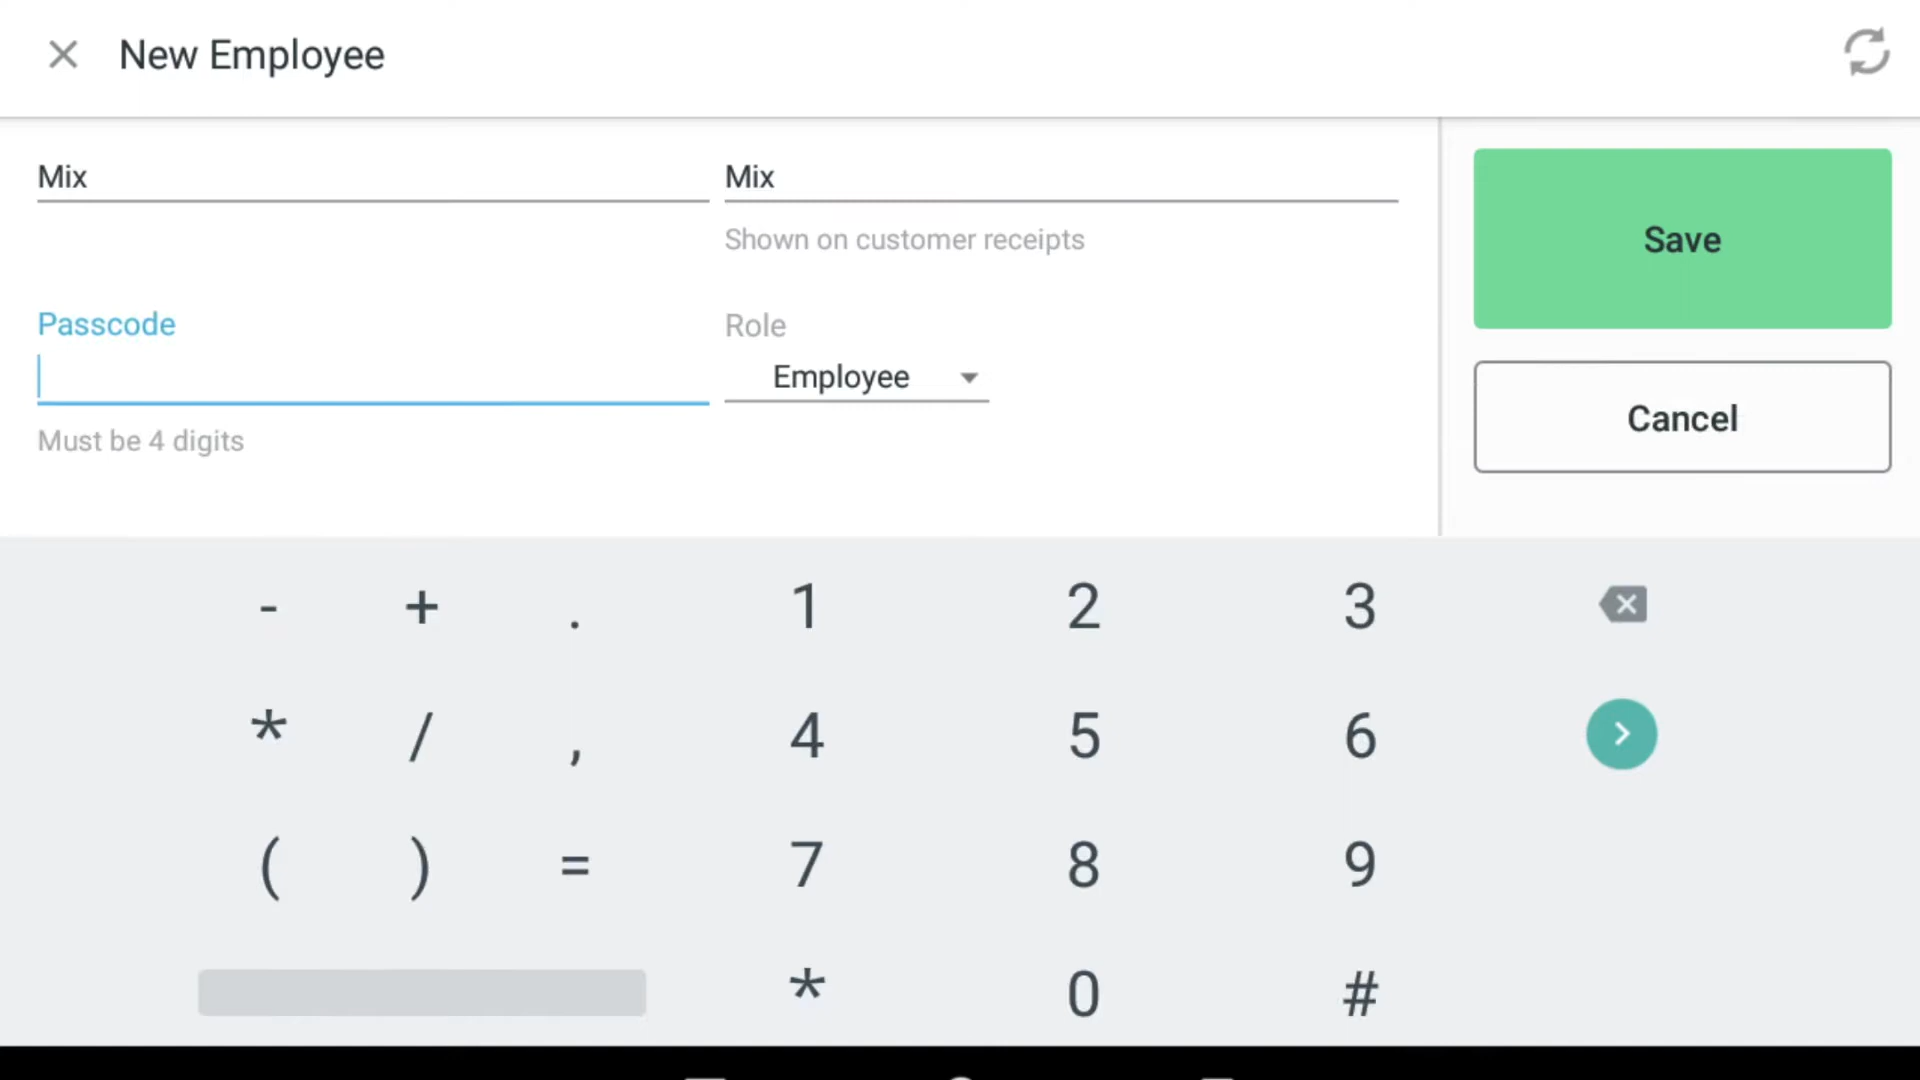 New Employee
Mix
Mix
Shown on customer receipts
Save
Passcode
Role
Employee
Cancel
Must be 4 digits
- + . 1 2 3
* / , 4 5 6
( ) = 7 8 9
* 0 #